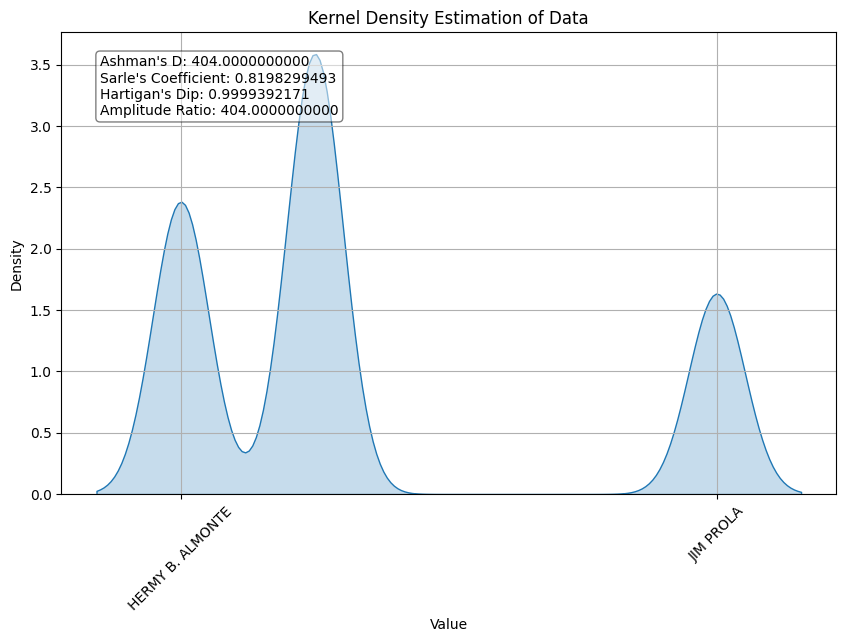 Kernel Density Estimation of Data
Ashman's D: 404.0000000000
Sarle's Coefficient: 0.8198299493
Hartigan's Dip: 0.9999392171
Amplitude Ratio: 404.0000000000
3.5
3.0
2.5
2.0
1.5
1.0
0.5
0.0
Density
HERMY B. ALMONTE
JIM PROLA
Value